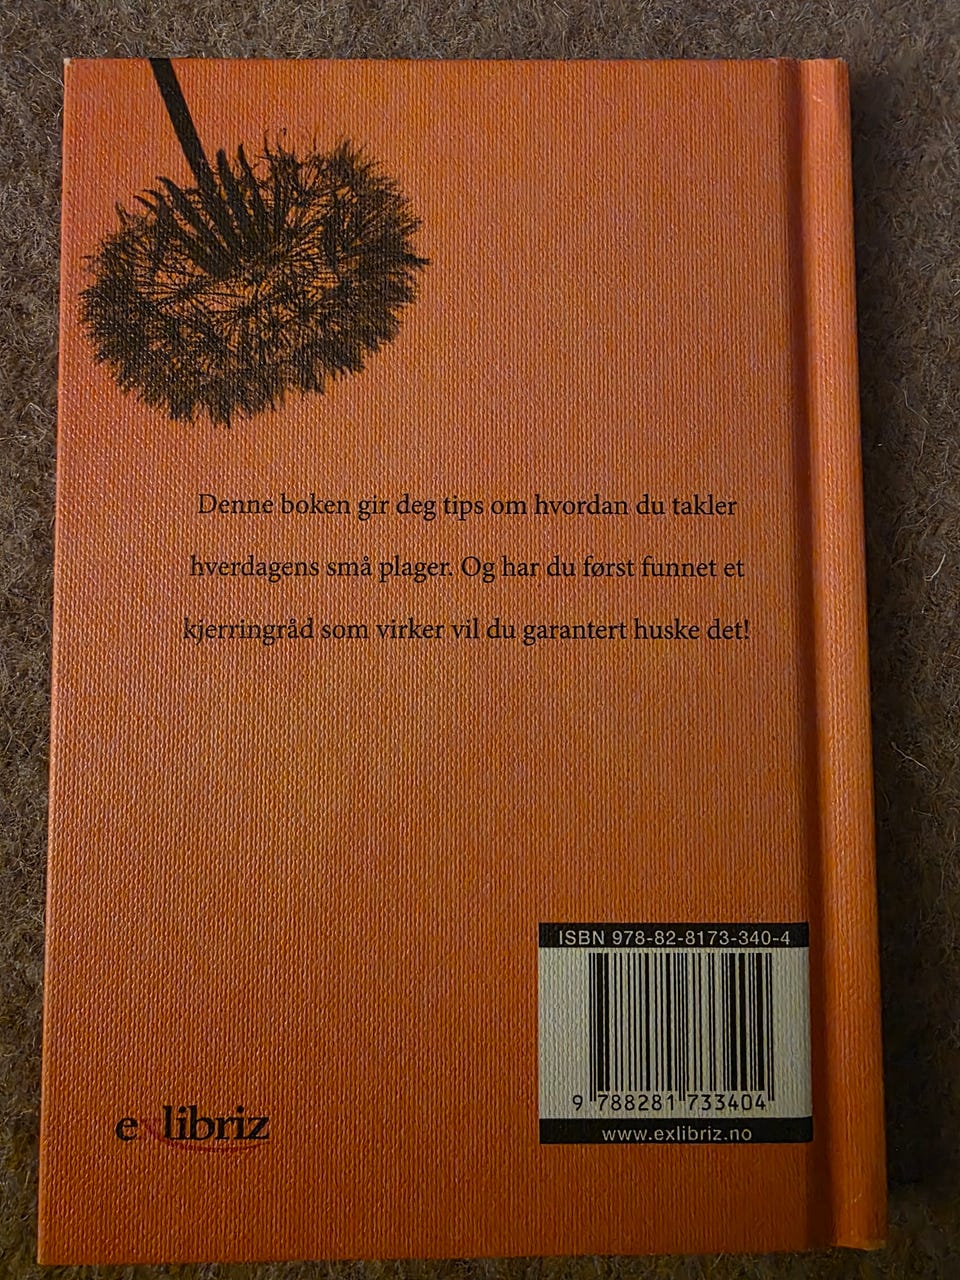 Denne boken gir deg tips om hvordan du takler
hverdagens små plager. Og har du først funnet et
kjerringråd som virker vil du garantert huske det!
ISBN 978-82-8173-340-4
9 788281 733404
www.exlibriz.no
exlibriz